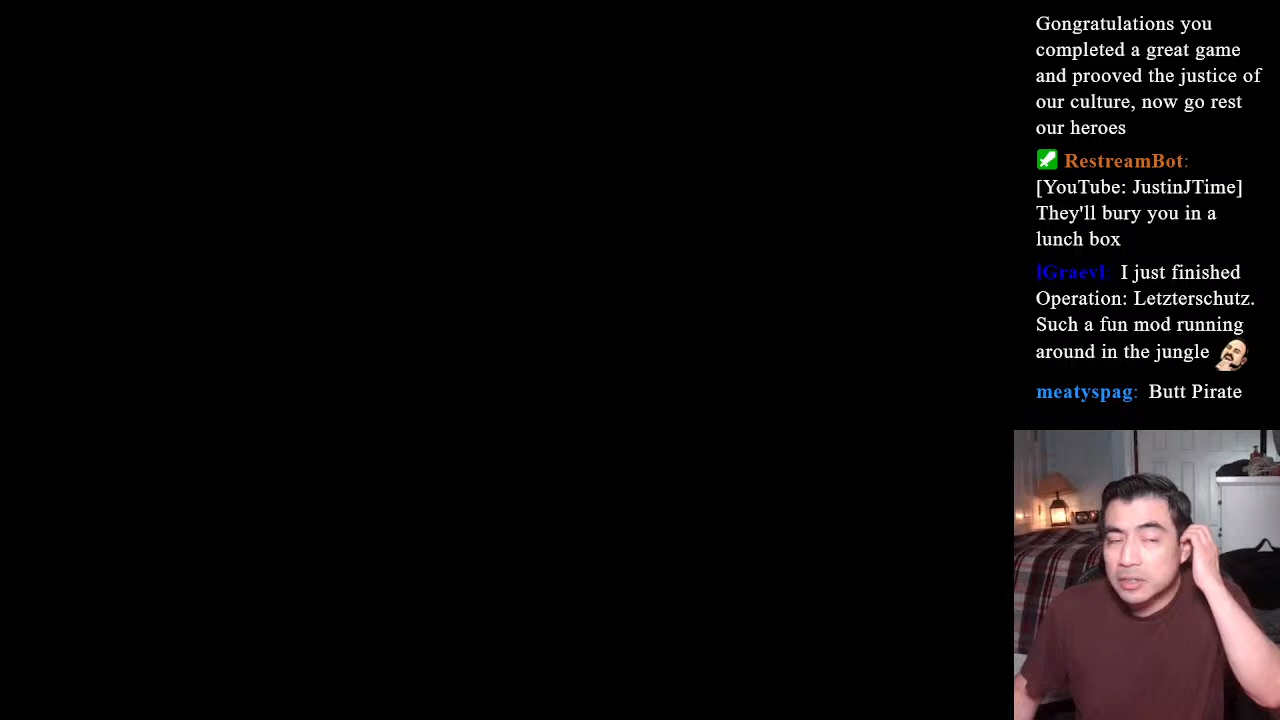 Gongratulations you
completed a great game
and prooved the justice of
our culture, now go rest
our heroes
RestreamBot:
[YouTube: JustinJTime]
They'll bury you in a
lunch box
lGraevl: I just finished
Operation: Letzterschutz.
Such a fun mod running
around in the jungle
meatyspag: Butt Pirate